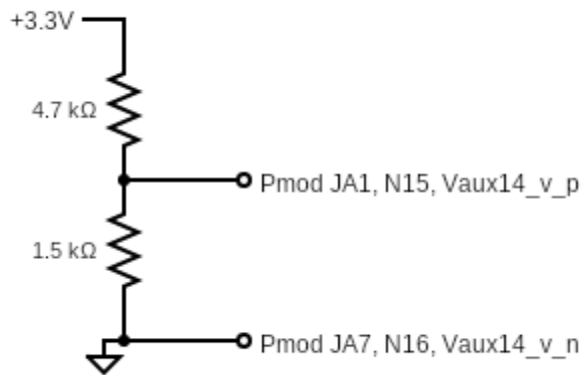 +3.3V
4.7 kΩ
Pmod JA1, N15, Vaux14_v_p
1.5 kΩ
Pmod JA7, N16, Vaux14_v_n